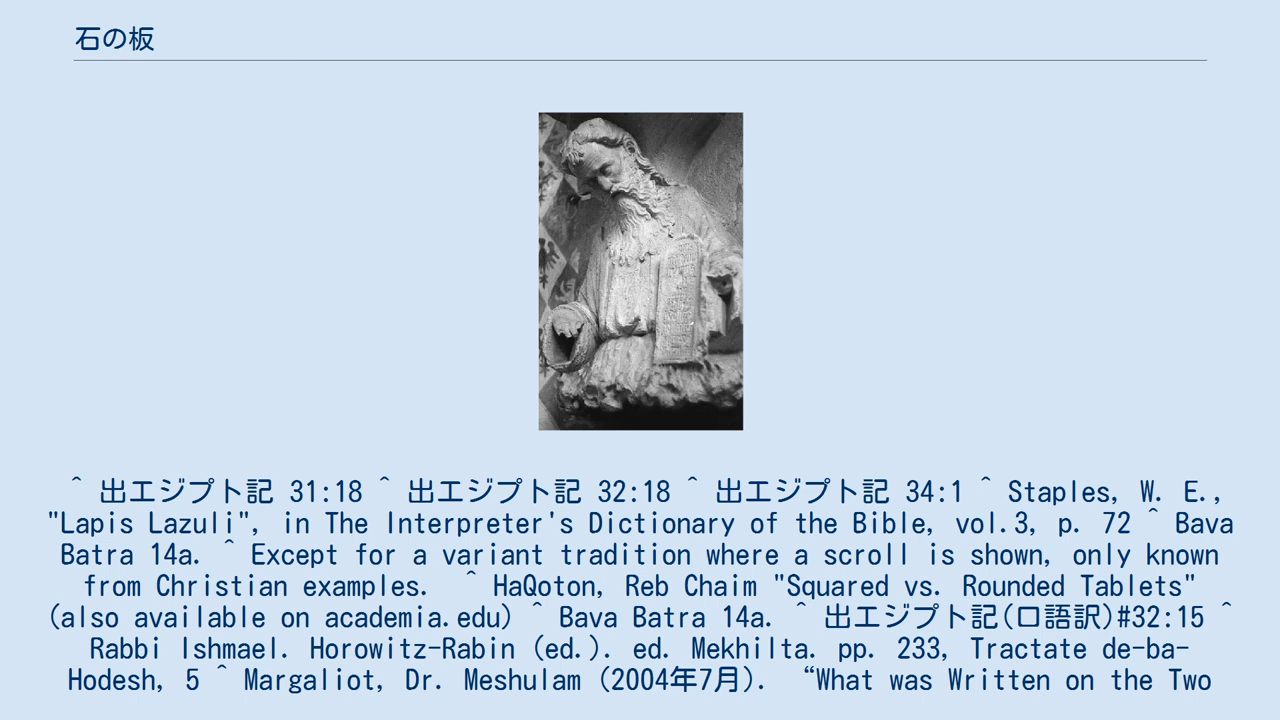 石の板
^ 出エジプト記 31:18 ^ 出エジプト記 32:18 ^ 出エジプト記 34:1 ^ Staples, W. E.,
"Lapis Lazuli", in The Interpreter's Dictionary of the Bible, vol.3, p. 72 ^ Bava
Batra 14a. ^ Except for a variant tradition where a scroll is shown, only known
from Christian examples. ^ HaQoton, Reb Chaim "Squared vs. Rounded Tablets"
(also available on academia.edu) ^ Bava Batra 14a. ^ 出エジプト記(口語訳)#32:15 ^
Rabbi Ishmael. Horowitz-Rabin (ed.). ed. Mekhilta. pp. 233, Tractate de-ba-
Hodesh, 5 ^ Margaliot, Dr. Meshulam (2004年7月). “What was Written on the Two